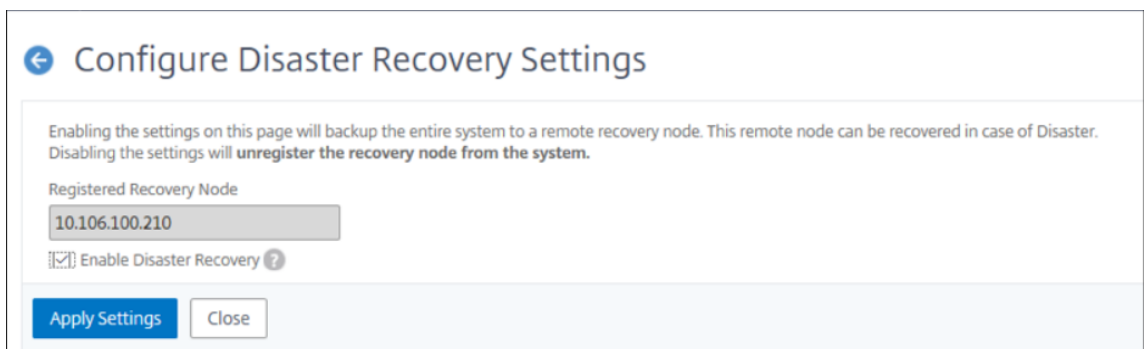 Configure Disaster Recovery Settings
Enabling the settings on this page will backup the entire system to a remote recovery node. This remote node can be recovered in case of Disaster.
Disabling the settings will unregister the recovery node from the system.
Registered Recovery Node
10.106.100.210
Enable Disaster Recovery ?
Apply Settings Close